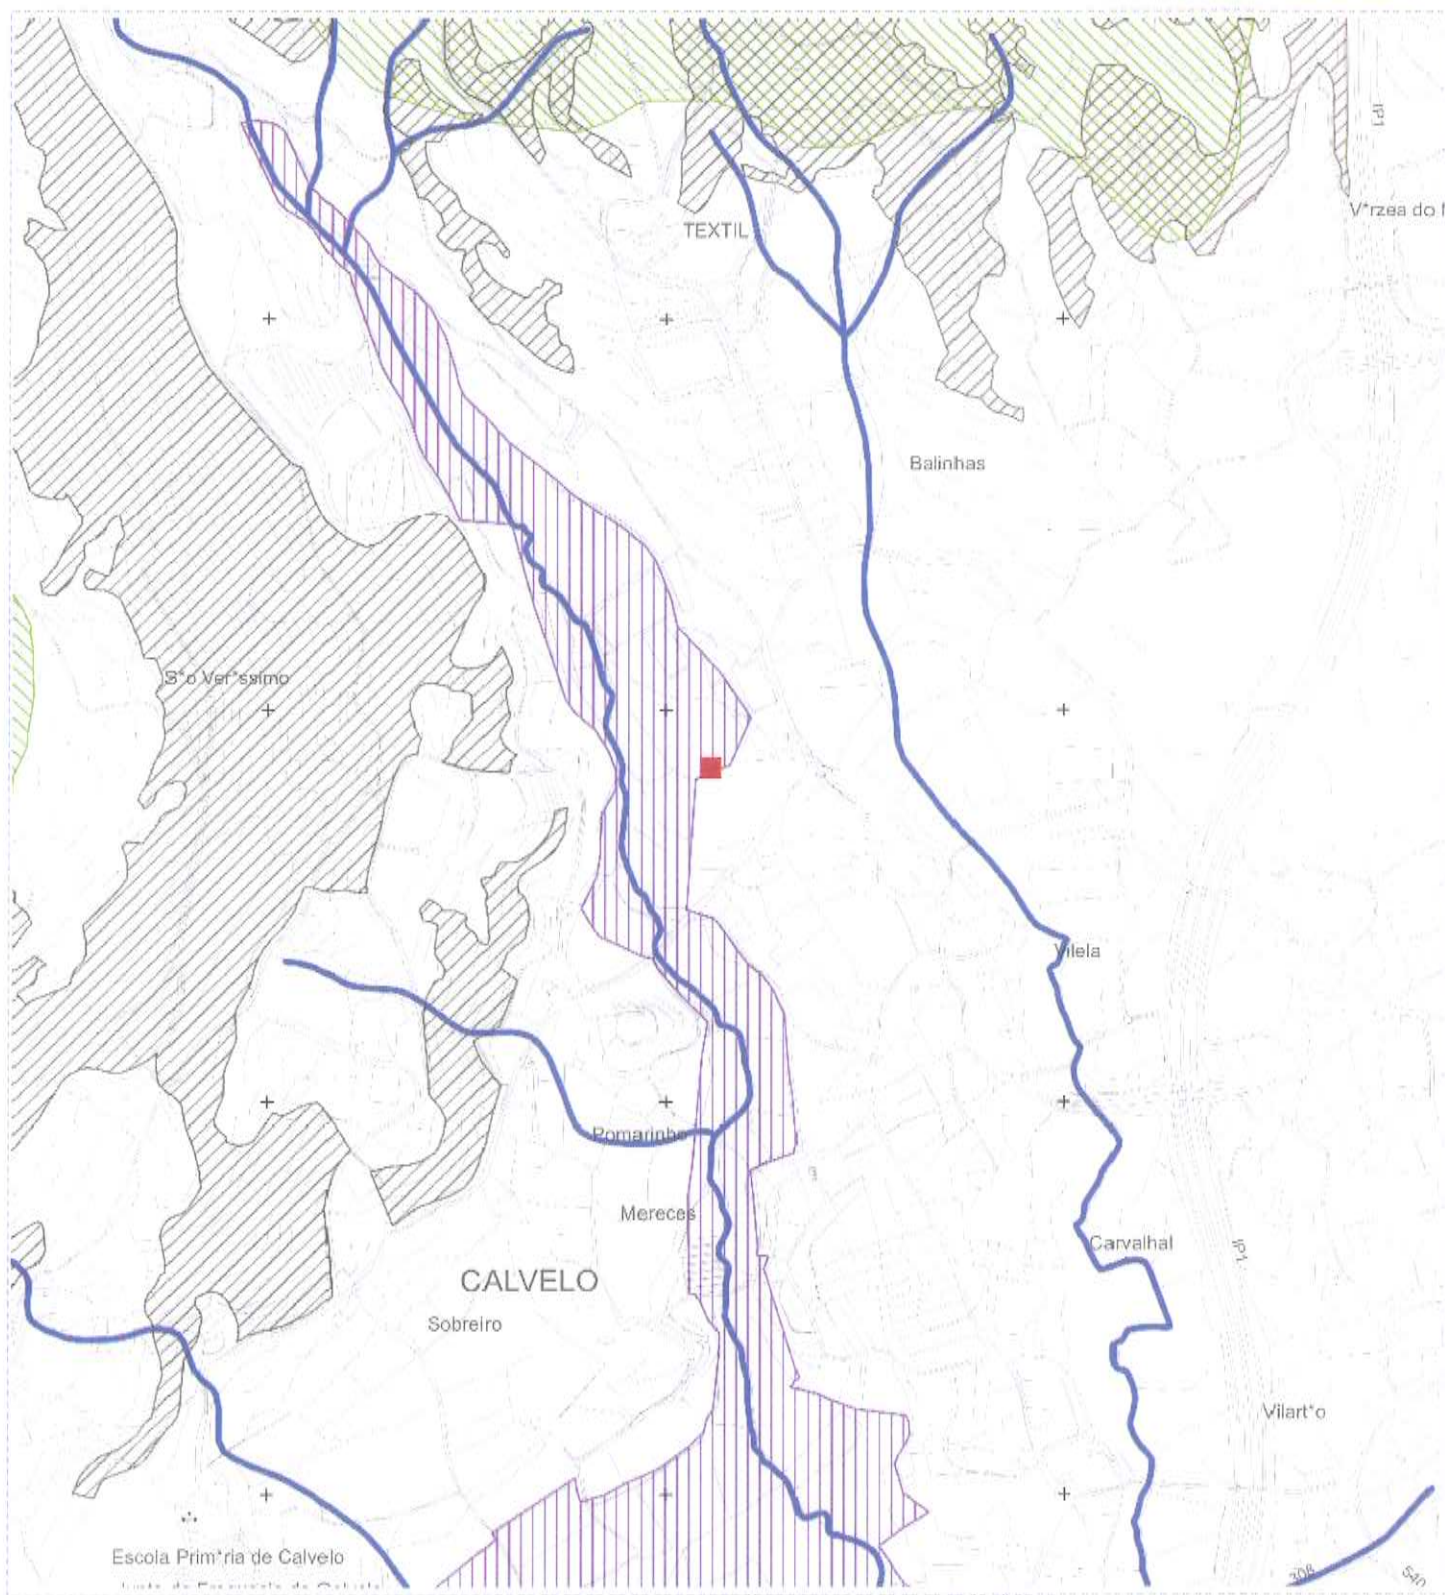 IP1
V*rzea do
TEXTIL
Balinhas
S*o Ver*ssimo
Vilela
Pomarinho
Mereces
Carvalhal
IP1
CALVELO
Sobreiro
Vilart*o
Escola Prim*ria de Calvelo
308
540